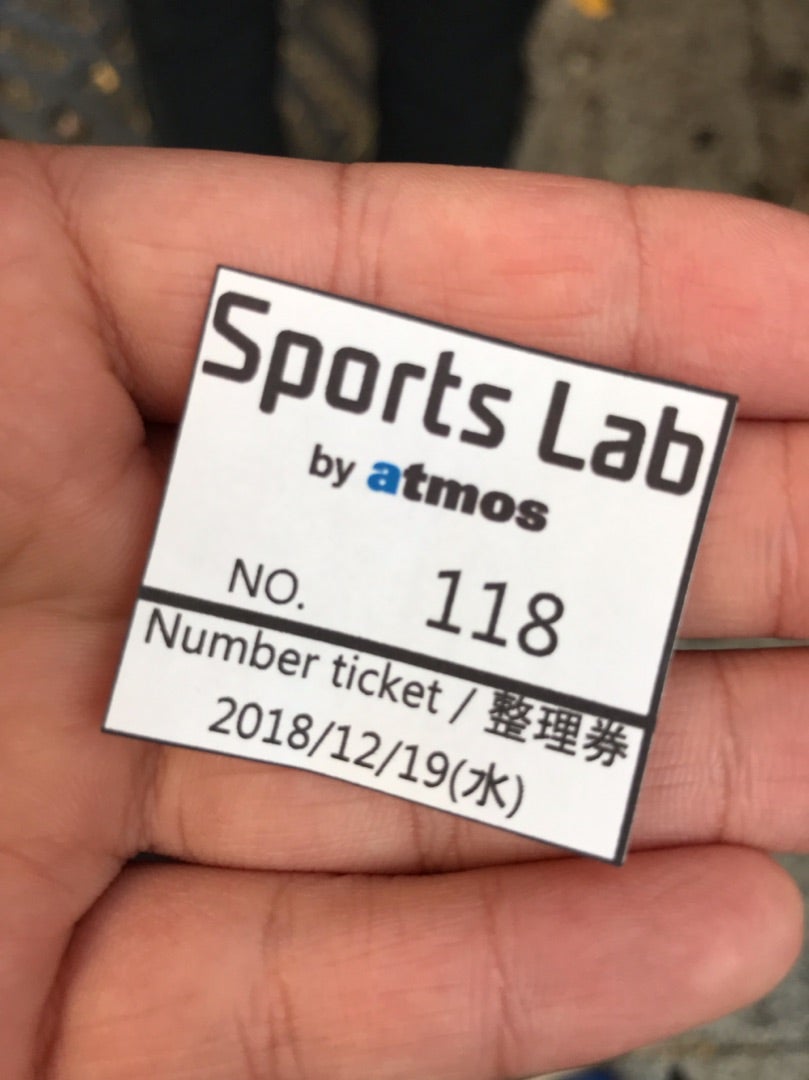 Sports Lab
by atmos
NO. 118
Number ticket / 整理券
2018/12/19(水)